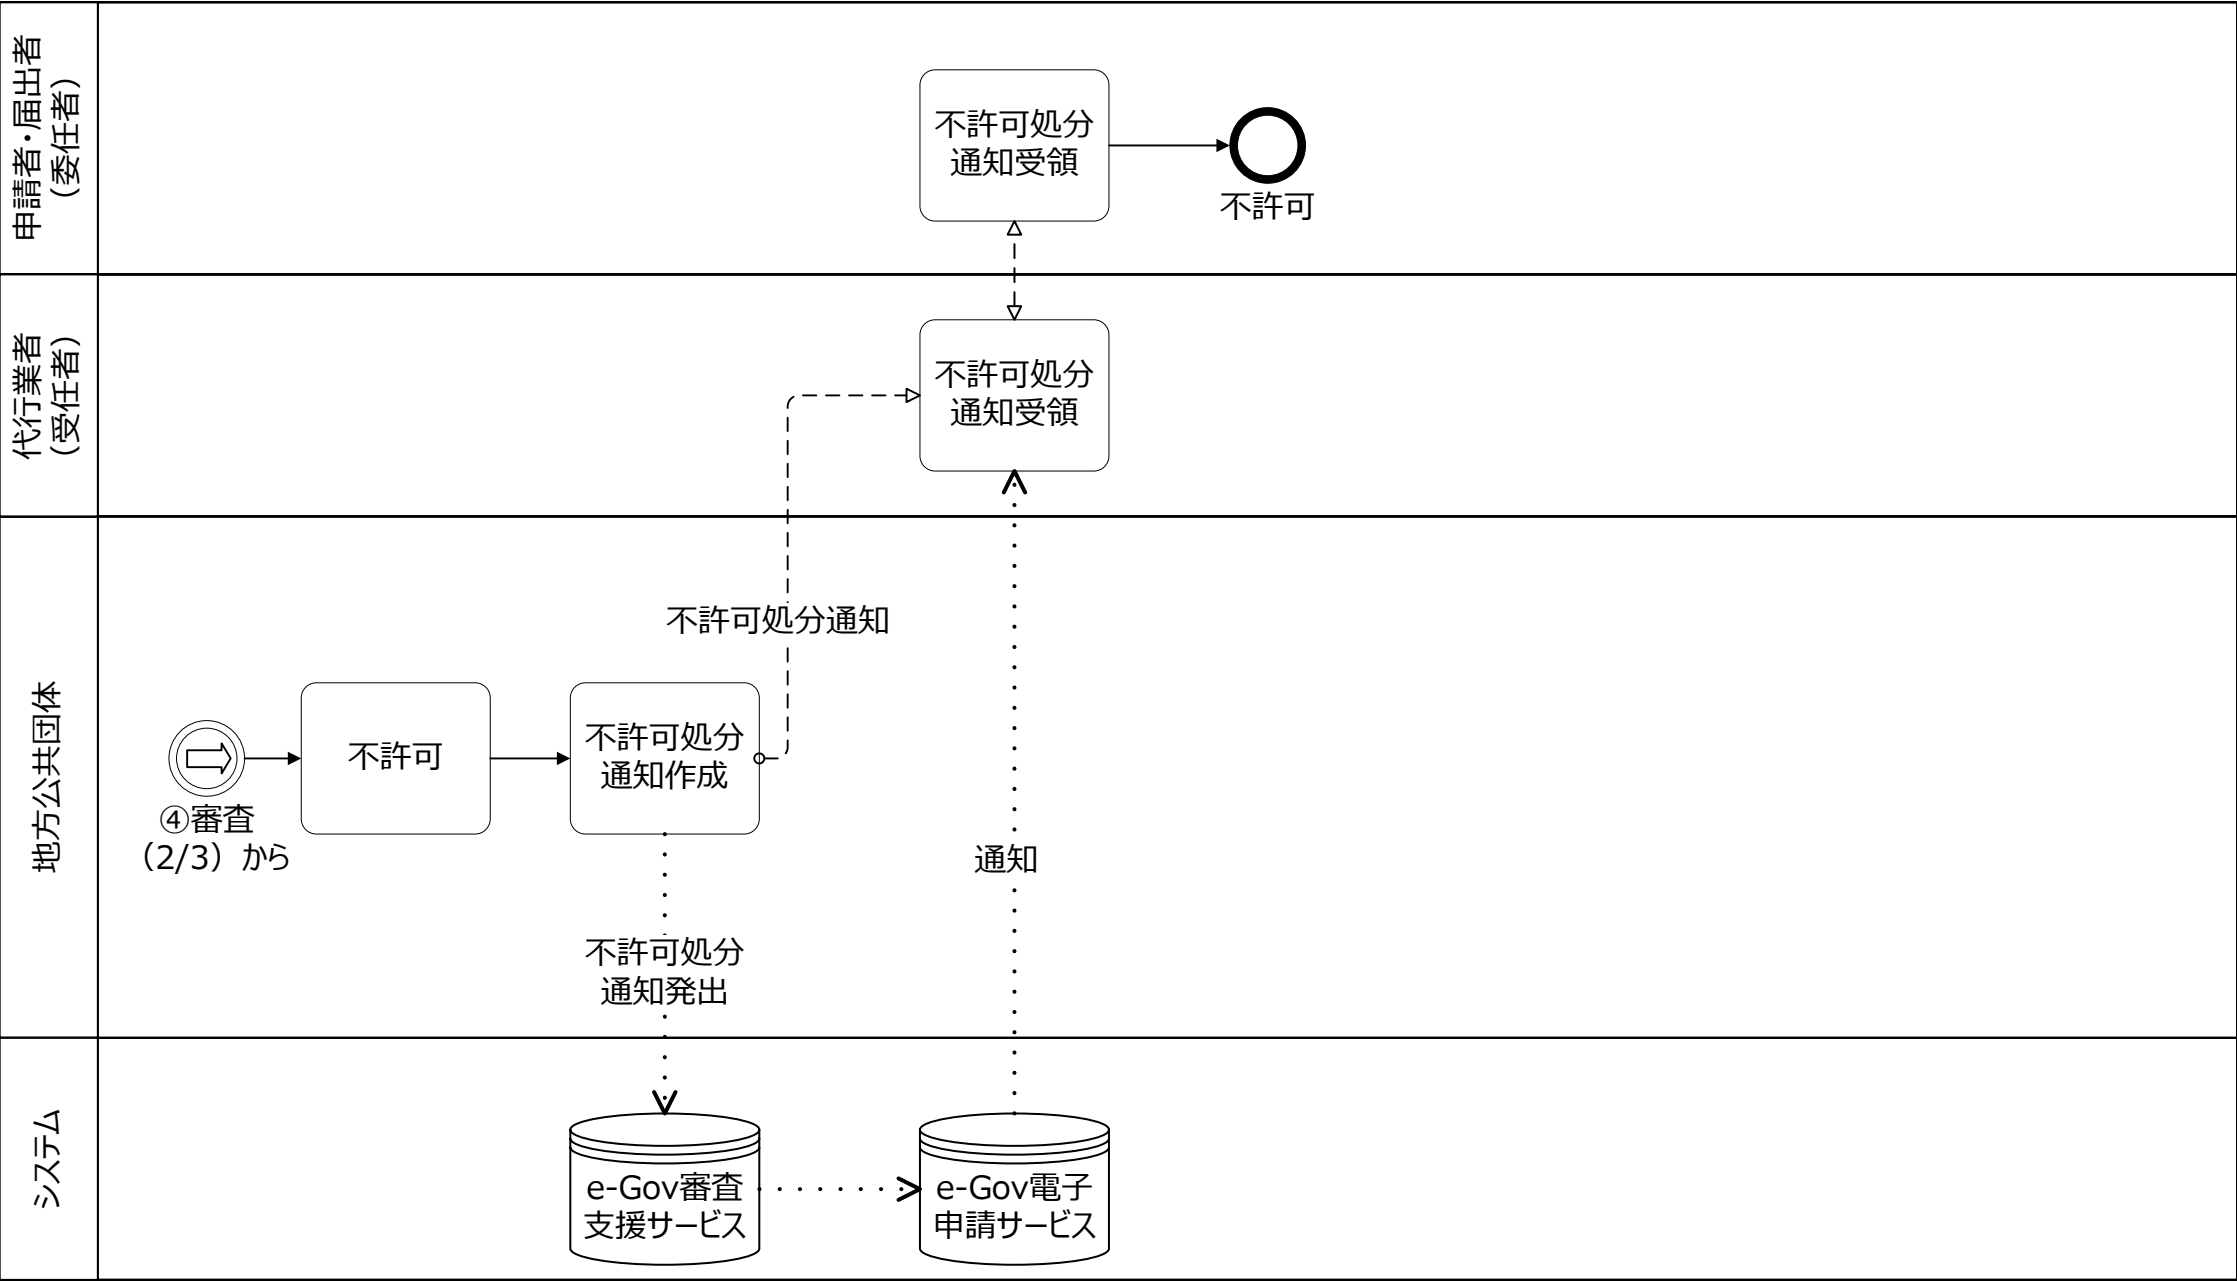 申請者・届出者
（委任者）
不許可処分
通知受領
不許可
代行業者
（受任者）
不許可処分
通知受領
地方公共団体
不許可処分通知
不許可
不許可処分
通知作成
④審査
（2/3）から
通知
不許可処分
通知発出
システム
e-Gov審査
支援サービス
e-Gov電子
申請サービス